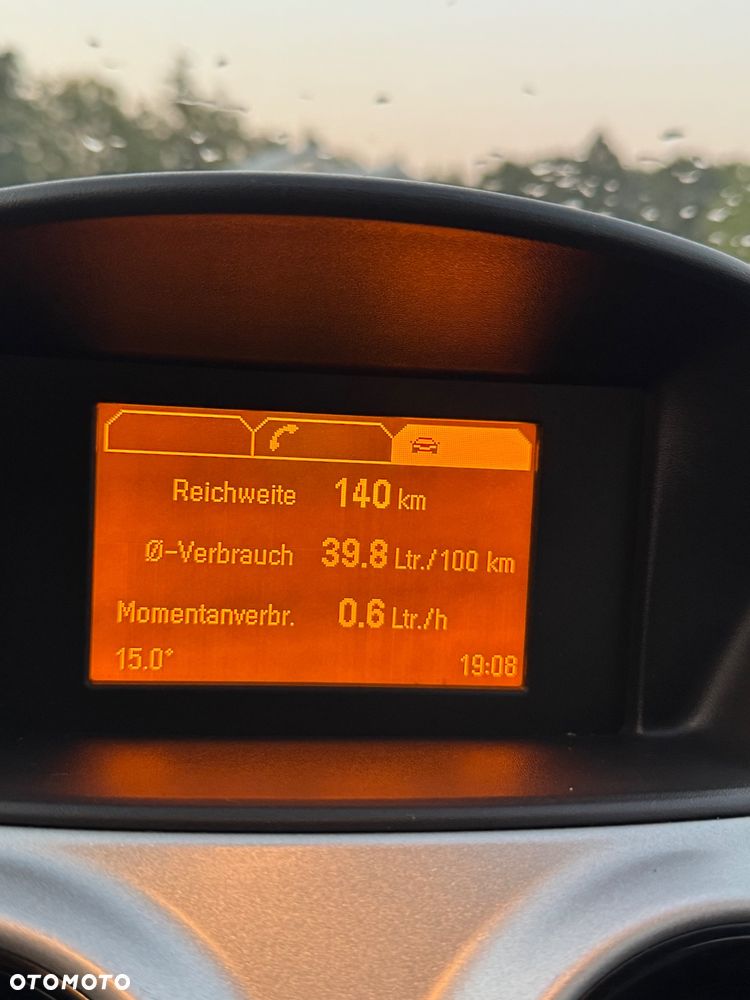 Reichweite 140 km
Ø-Verbrauch 39.8 Ltr./100 km
Momentanverbr. 0.6 Ltr./h
15.0° 19:08
OTOMOTO